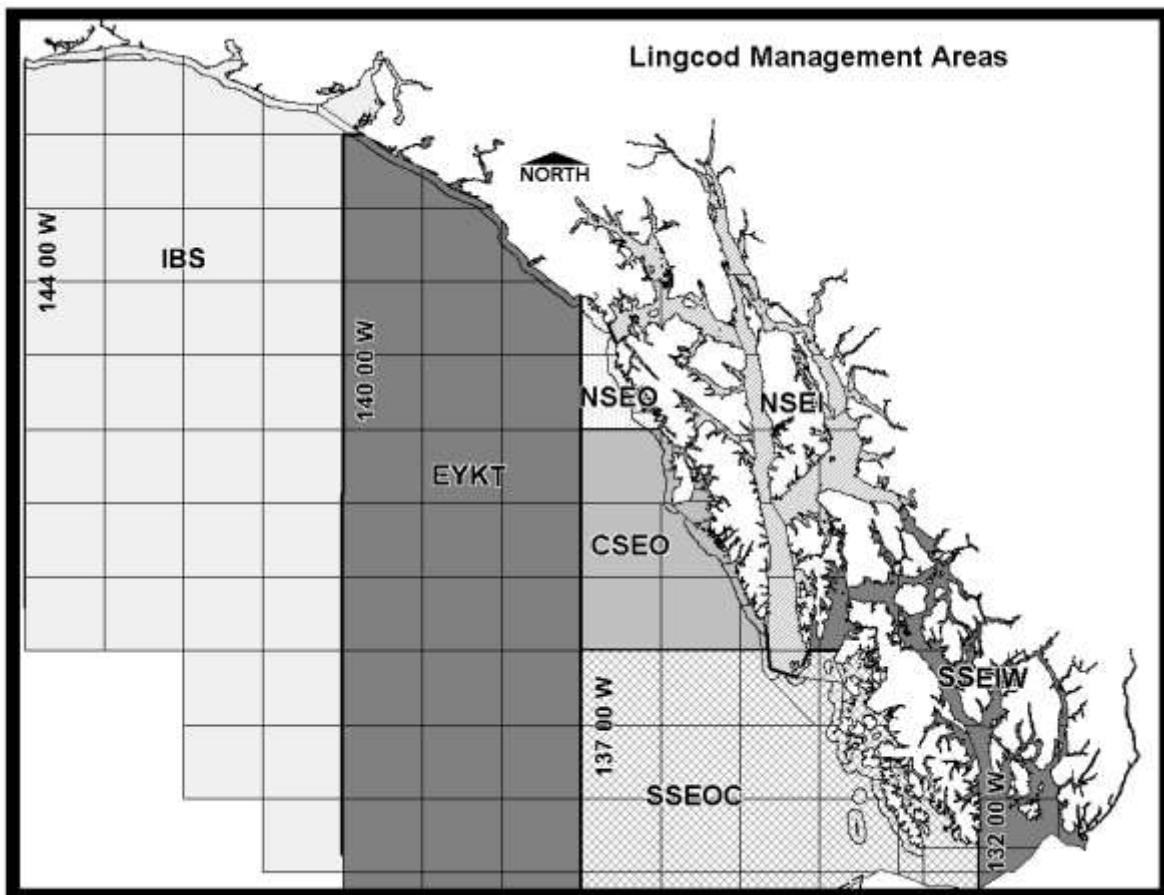 Lingcod Management Areas
NORTH
144 00 W
IBS
140 00 W
NSEO
NSEI
EYKT
CSEO
SSEIW
137 00 W
SSEOC
132 00 W